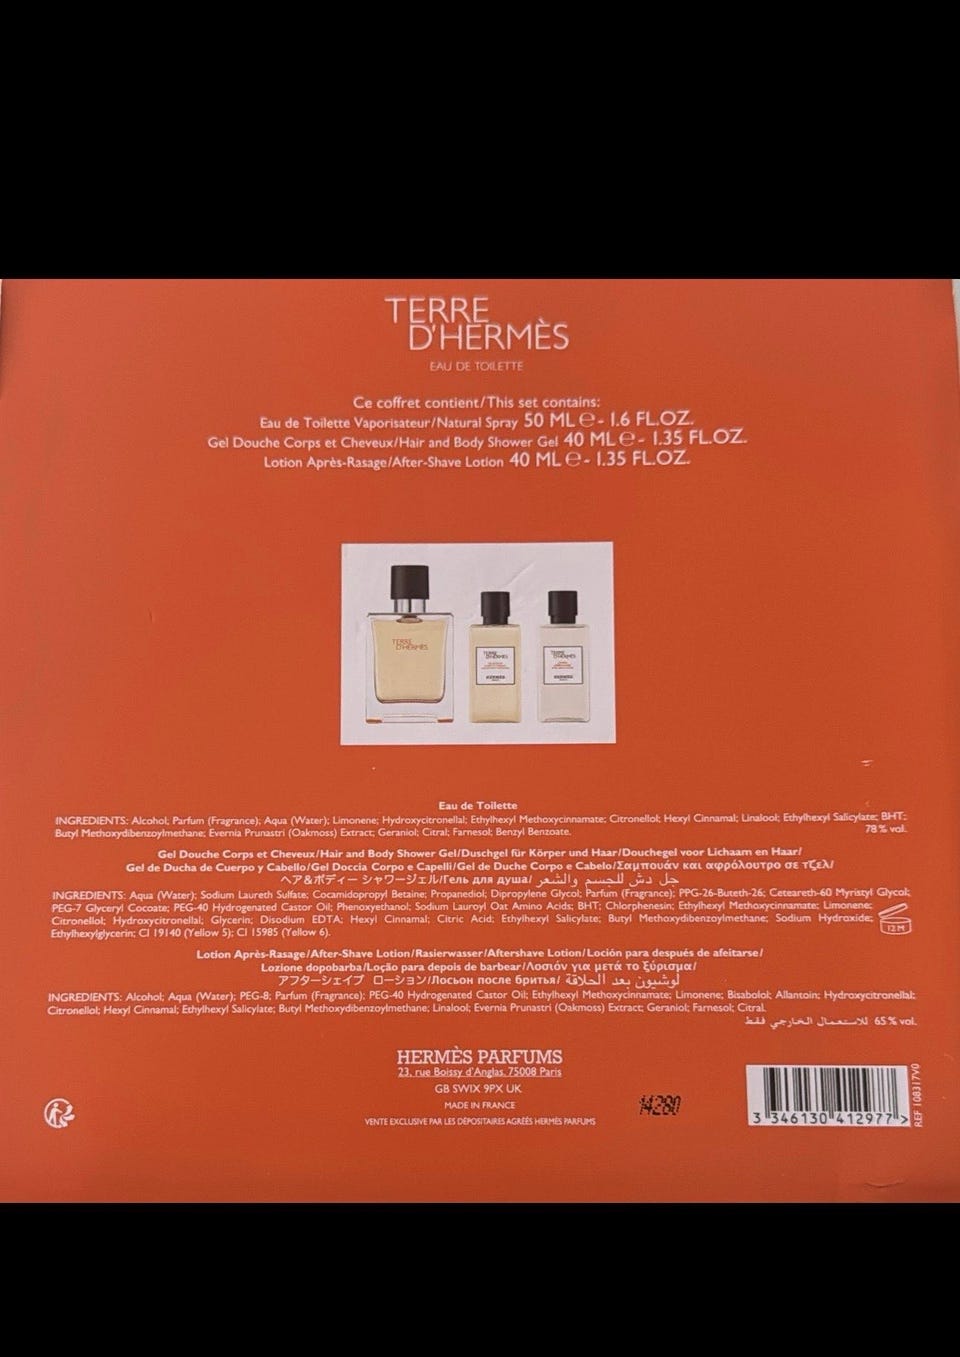 TERRE
D'HERMÈS
EAU DE TOILETTE
Ce coffret contient/This set contains:
Eau de Toilette Vaporisateur/Natural Spray 50 ML ℮ - 1.6 FL.OZ.
Gel Douche Corps et Cheveux/Hair and Body Shower Gel 40 ML ℮ - 1.35 FL.OZ.
Lotion Après-Rasage/After-Shave Lotion 40 ML ℮ - 1.35 FL.OZ.
TERRE
D'HERMÈS
TERRE
D'HERMÈS
HERMÈS
TERRE
D'HERMÈS
HERMÈS
Eau de Toilette
INGREDIENTS: Alcohol; Parfum (Fragrance); Aqua (Water); Limonene; Hydroxycitronellal; Ethylhexyl Methoxycinnamate; Citronellol; Hexyl Cinnamal; Linalool; Ethylhexyl Salicylate; BHT;
Butyl Methoxydibenzoylmethane; Evernia Prunastri (Oakmoss) Extract; Geraniol; Citral; Farnesol; Benzyl Benzoate. 78% vol.
Gel Douche Corps et Cheveux/Hair and Body Shower Gel/Duschgel für Körper und Haar/Douchegel voor Lichaam en Haar/
Gel de Ducha de Cuerpo y Cabello/Gel Doccia Corpo e Capelli/Gel de Duche Corpo e Cabelo/Σαμπουάν και αφρόλουτρο σε τζελ/
ヘア&ボディー シャワージェル/Гель для душа/ جل دش للجسم والشعر
INGREDIENTS: Aqua (Water); Sodium Laureth Sulfate; Cocamidopropyl Betaine; Propanediol; Dipropylene Glycol; Parfum (Fragrance); PPG-26-Buteth-26; Ceteareth-60 Myristyl Glycol;
PEG-7 Glyceryl Cocoate; PEG-40 Hydrogenated Castor Oil; Phenoxyethanol; Sodium Lauroyl Oat Amino Acids; BHT; Chlorphenesin; Ethylhexyl Methoxycinnamate; Limonene;
Citronellol; Hydroxycitronellal; Glycerin; Disodium EDTA; Hexyl Cinnamal; Citric Acid; Ethylhexyl Salicylate; Butyl Methoxydibenzoylmethane; Sodium Hydroxide;
Ethylhexylglycerin; CI 19140 (Yellow 5); CI 15985 (Yellow 6).
12 M
Lotion Après-Rasage/After-Shave Lotion/Rasierwasser/Aftershave Lotion/Loción para después de afeitarse/
Lozione dopobarba/Loção para depois de barbear/Λοσιόν για μετά το ξύρισμα/
アフターシェイブ ローション/Лосьон после бритья/ لوشيون بعد الحلاقة
INGREDIENTS: Alcohol; Aqua (Water); PEG-8; Parfum (Fragrance); PEG-40 Hydrogenated Castor Oil; Ethylhexyl Methoxycinnamate; Limonene; Bisabolol; Allantoin; Hydroxycitronellal;
Citronellol; Hexyl Cinnamal; Ethylhexyl Salicylate; Butyl Methoxydibenzoylmethane; Linalool; Evernia Prunastri (Oakmoss) Extract; Geraniol; Farnesol; Citral.
65% vol. للاستعمال الخارجي فقط
HERMÈS PARFUMS
23, rue Boissy d'Anglas, 75008 Paris
GB SW1X 9PX UK
MADE IN FRANCE
VENTE EXCLUSIVE PAR LES DÉPOSITAIRES AGRÉÉS HERMÈS PARFUMS
14280
3 346130 412977 >
REF 108317V0